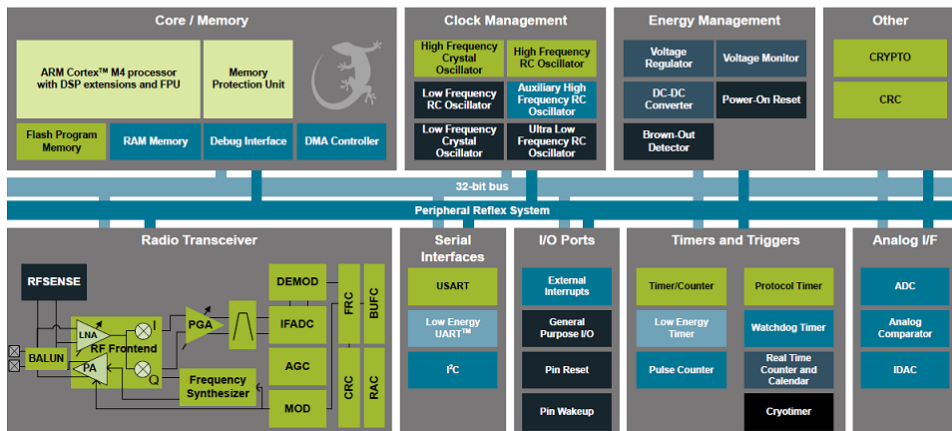 Core / Memory
ARM Cortex™ M4 processor
with DSP extensions and FPU
Memory
Protection Unit
Flash Program
Memory
RAM Memory
Debug Interface
DMA Controller
Clock Management
High Frequency
Crystal
Oscillator
High Frequency
RC Oscillator
Low Frequency
RC Oscillator
Auxiliary High
Frequency RC
Oscillator
Low Frequency
Crystal
Oscillator
Ultra Low
Frequency RC
Oscillator
Energy Management
Voltage
Regulator
Voltage Monitor
DC-DC
Converter
Power-On Reset
Brown-Out
Detector
Other
CRYPTO
CRC
32-bit bus
Peripheral Reflex System
Radio Transceiver
RFSENSE
LNA
RF Frontend
I
BALUN
PA
Q
PGA
Frequency
Synthesizer
DEMOD
IFADC
AGC
MOD
FRC
BUFC
CRC
RAC
Serial
Interfaces
USART
Low Energy
UART™
I²C
I/O Ports
External
Interrupts
General
Purpose I/O
Pin Reset
Pin Wakeup
Timers and Triggers
Timer/Counter
Protocol Timer
Low Energy
Timer
Watchdog Timer
Pulse Counter
Real Time
Counter and
Calendar
Cryotimer
Analog I/F
ADC
Analog
Comparator
IDAC